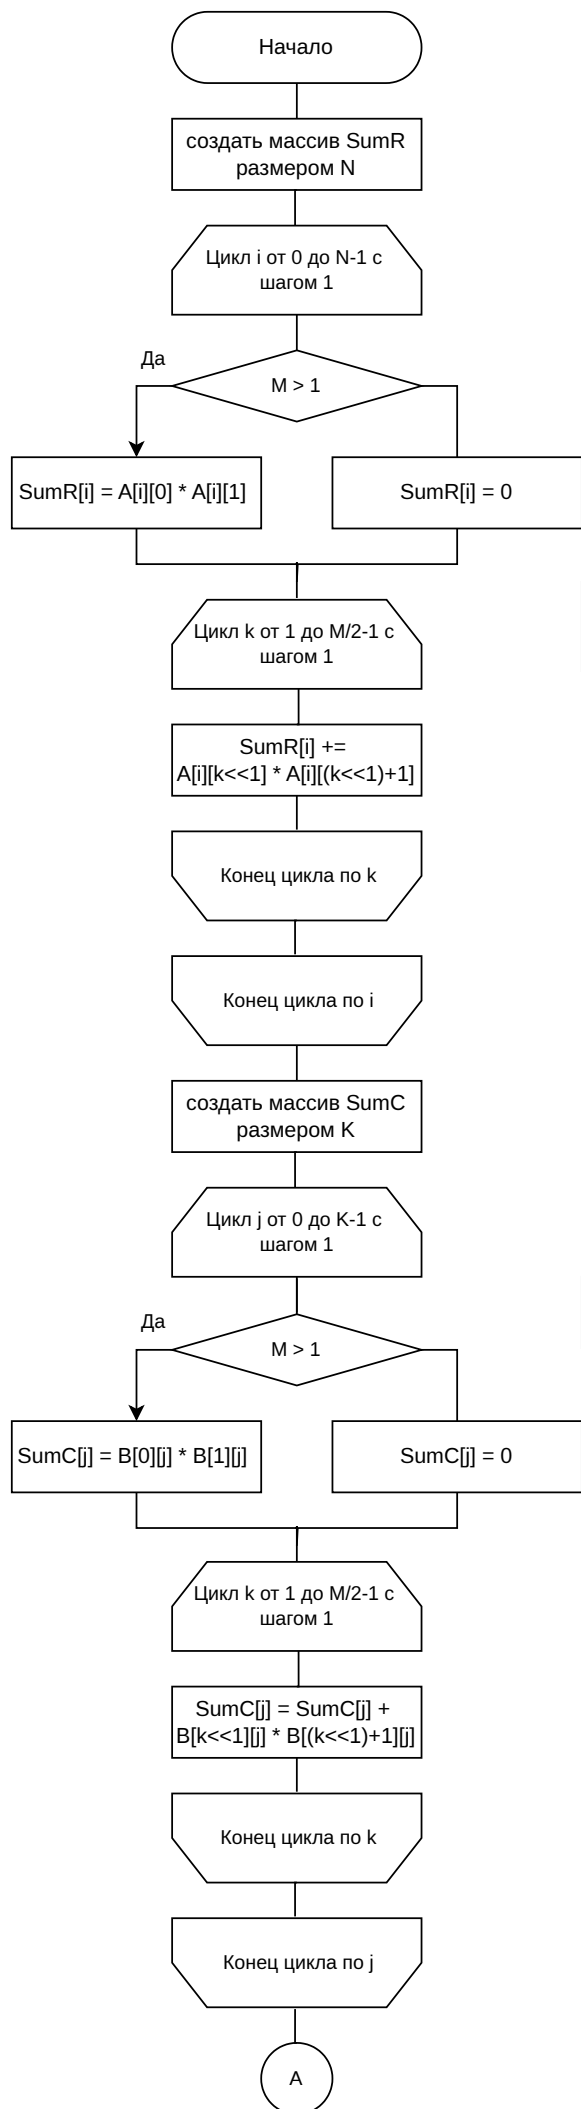 Начало
создать массив SumR
размером N
Цикл i от 0 до N-1 с
шагом 1
Да
M > 1
SumR[i] = A[i][0] * A[i][1]
SumR[i] = 0
Цикл k от 1 до M/2-1 с
шагом 1
SumR[i] +=
A[i][k<<1] * A[i][(k<<1)+1]
Конец цикла по k
Конец цикла по i
создать массив SumC
размером K
Цикл j от 0 до K-1 с
шагом 1
Да
M > 1
SumC[j] = B[0][j] * B[1][j]
SumC[j] = 0
Цикл k от 1 до M/2-1 с
шагом 1
SumC[j] = SumC[j] +
B[k<<1][j] * B[(k<<1)+1][j]
Конец цикла по k
Конец цикла по j
A